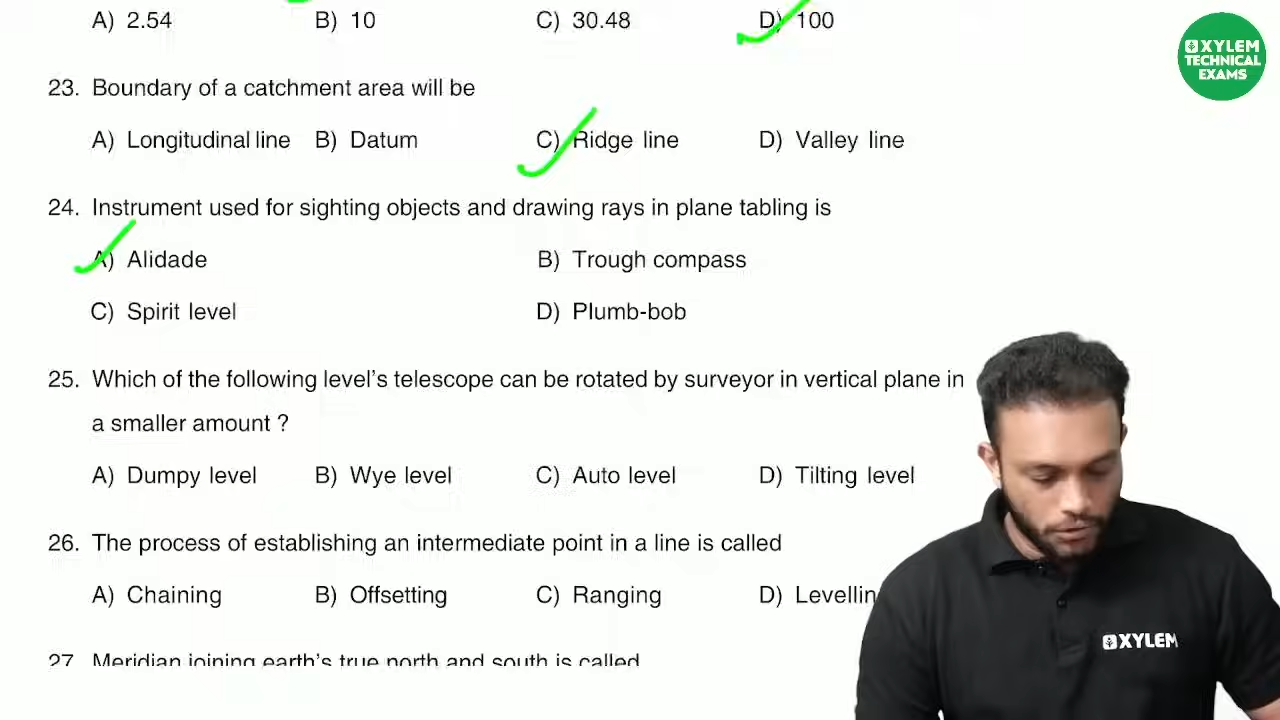 A) 2.54 B) 10 C) 30.48 D) 100
XYLEM
TECHNICAL
EXAMS
23. Boundary of a catchment area will be
A) Longitudinal line B) Datum C) Ridge line D) Valley line
24. Instrument used for sighting objects and drawing rays in plane tabling is
A) Alidade B) Trough compass
C) Spirit level D) Plumb-bob
25. Which of the following level's telescope can be rotated by surveyor in vertical plane in
a smaller amount ?
A) Dumpy level B) Wye level C) Auto level D) Tilting level
26. The process of establishing an intermediate point in a line is called
A) Chaining B) Offsetting C) Ranging D) Levellin
XYLEM
27. Meridian joining earth's true north and south is called